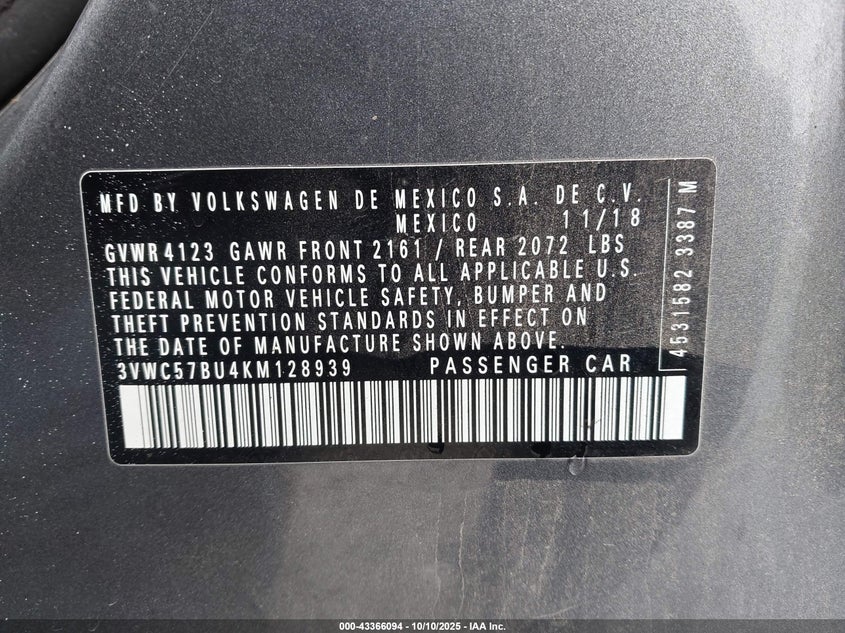 MFD BY VOLKSWAGEN DE MEXICO S.A. DE C.V.
MEXICO 11/18
GVWR 4123 GAWR FRONT 2161 / REAR 2072 LBS
THIS VEHICLE CONFORMS TO ALL APPLICABLE U.S.
FEDERAL MOTOR VEHICLE SAFETY, BUMPER AND
THEFT PREVENTION STANDARDS IN EFFECT ON
THE DATE OF MANUFACTURE SHOWN ABOVE.
3VWC57BU4KM128939 PASSENGER CAR
4531582 3387 M
000-43366094 - 10/10/2025 - IAA Inc.